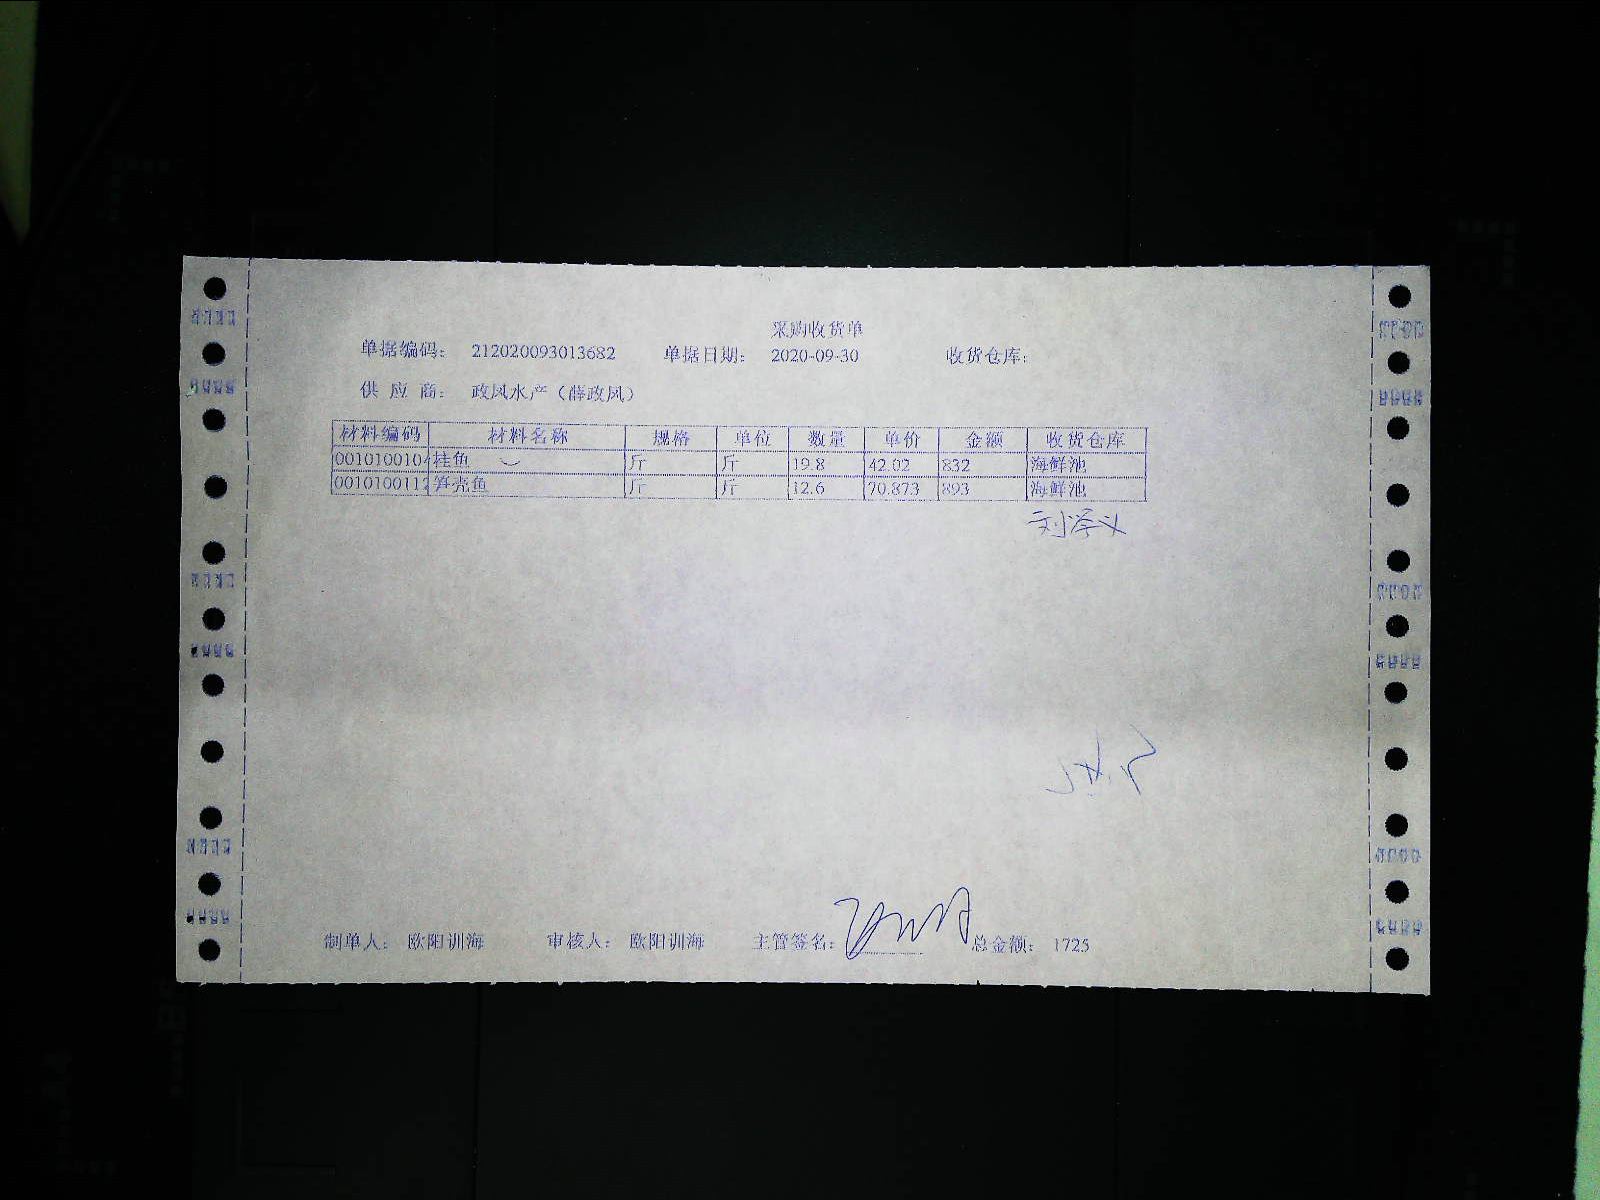 采购收货单
单据编码: 212020093013682 单据日期: 2020-09-30 收货仓库:
供 应 商: 政风水产（薛政风）
材料编码 材料名称 规格 单位 数量 单价 金额 收货仓库
001010010 桂鱼 斤 斤 19.8 42.02 832 海鲜池
0010100112 笋壳鱼 斤 斤 12.6 70.873 893 海鲜池
制单人: 欧阳训海 审核人: 欧阳训海 主管签名: 总金额: 1725